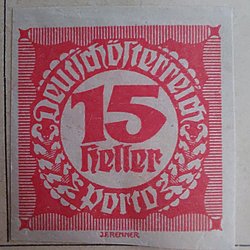 Deutschösterreich
15
Heller
Porto
J.F.RENNER